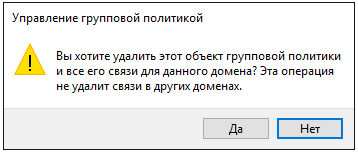 Управление групповой политикой
Вы хотите удалить этот объект групповой политики
и все его связи для данного домена? Эта операция
не удалит связи в других доменах.
Да
Нет